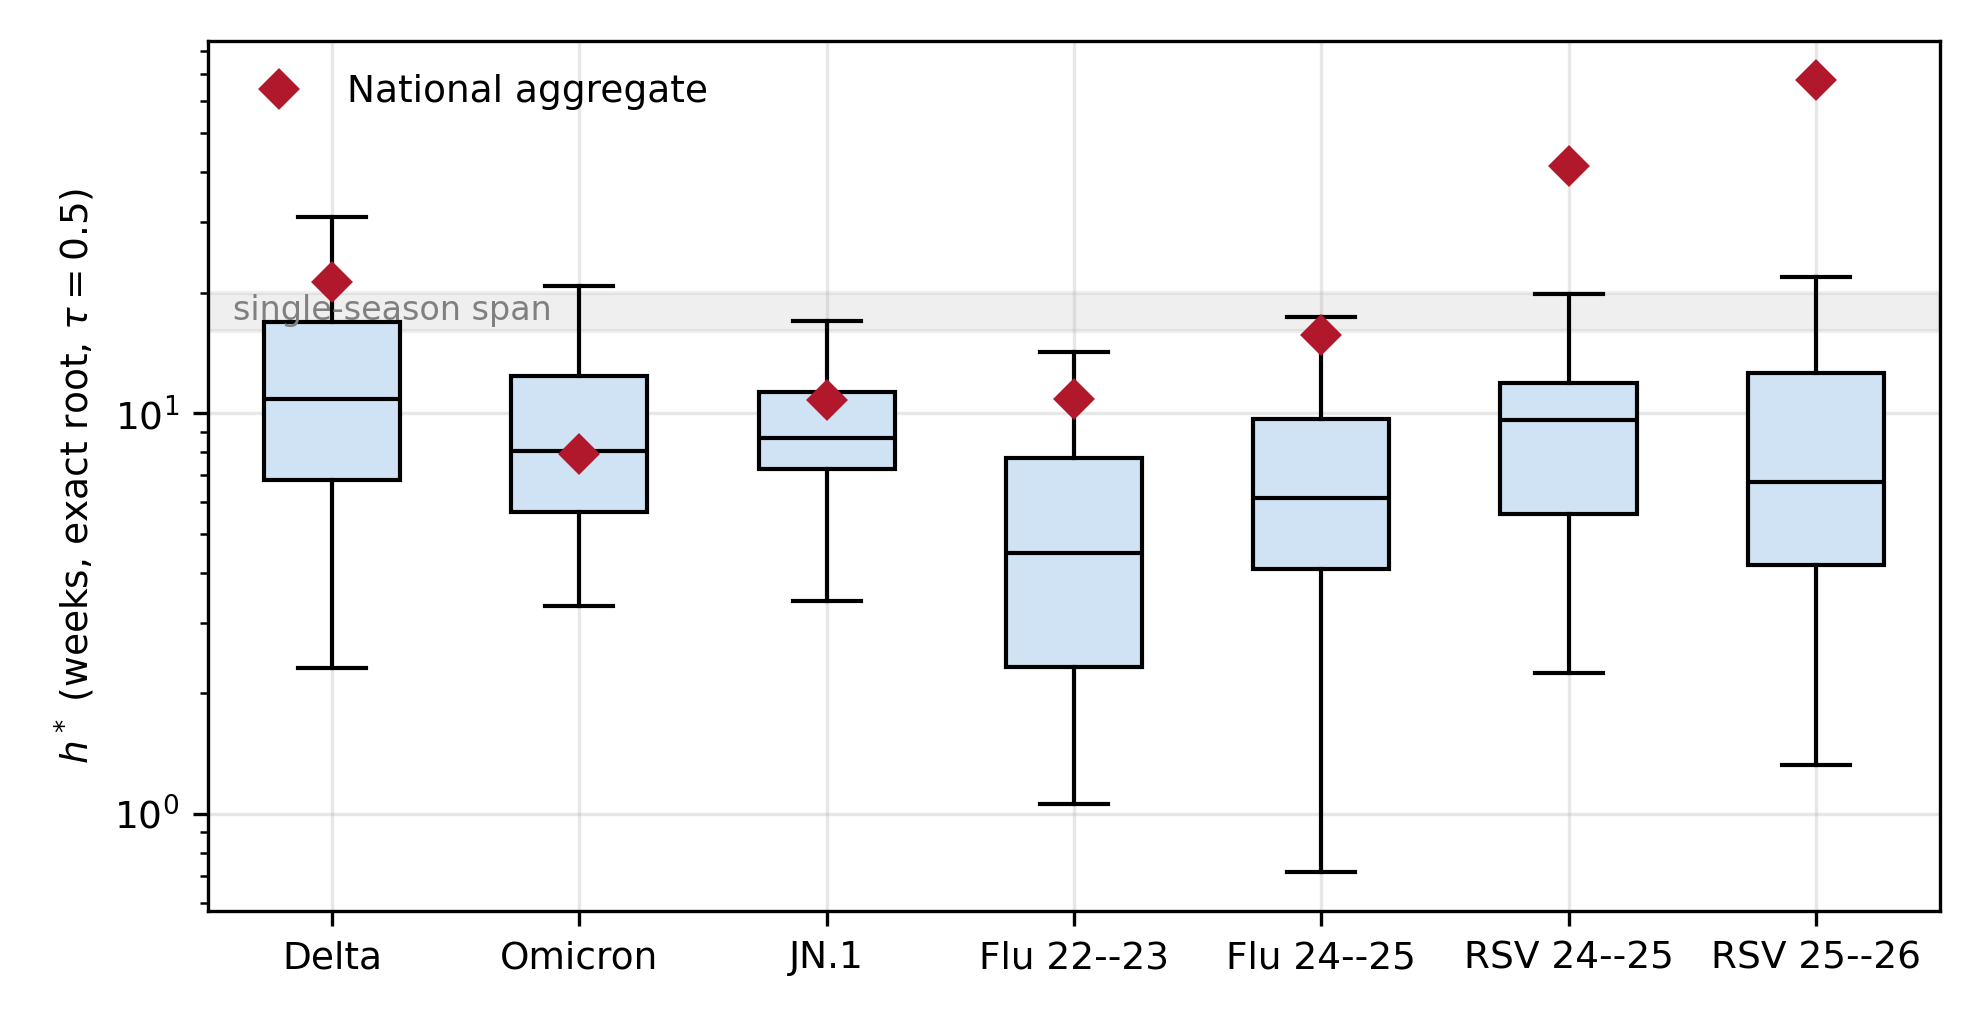 National aggregate
single-season span
h* (weeks, exact root, τ = 0.5)
10¹
10⁰
Delta
Omicron
JN.1
Flu 22--23
Flu 24--25
RSV 24--25
RSV 25--26